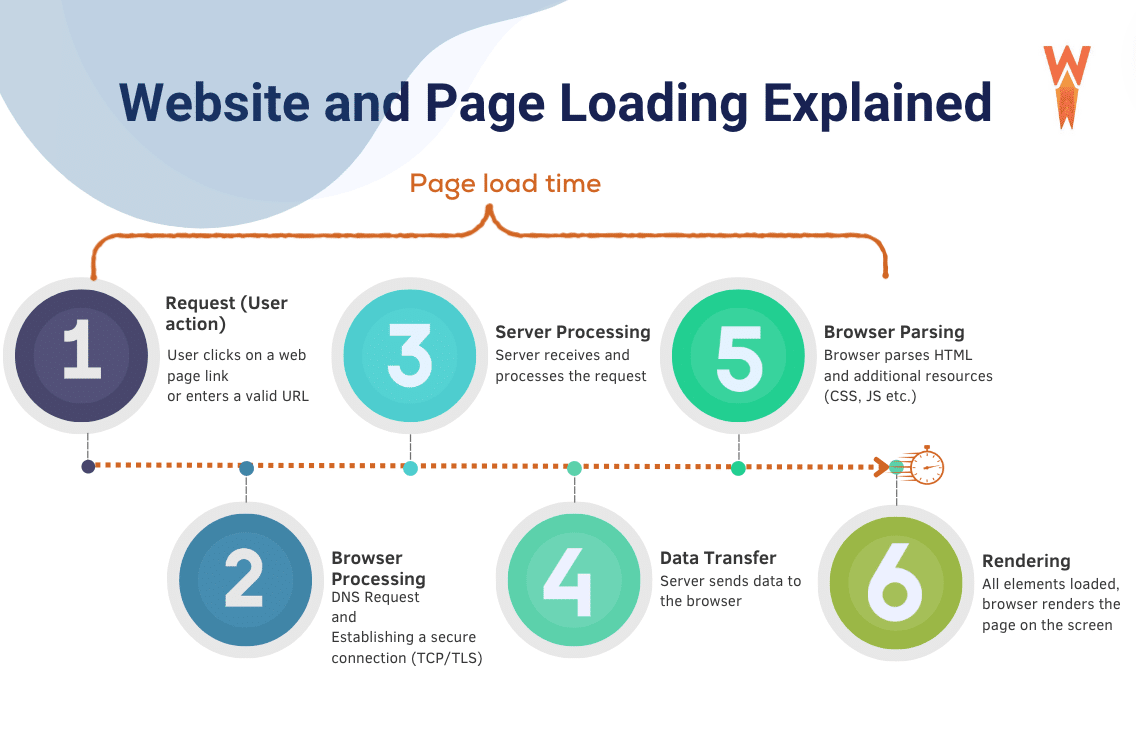 Website and Page Loading Explained
W
Page load time
1
Request (User
action)
User clicks on a web
page link
or enters a valid URL
2
Browser
Processing
DNS Request
and
Establishing a secure
connection (TCP/TLS)
3
Server Processing
Server receives and
processes the request
4
Data Transfer
Server sends data to
the browser
5
Browser Parsing
Browser parses HTML
and additional resources
(CSS, JS etc.)
6
Rendering
All elements loaded,
browser renders the
page on the screen